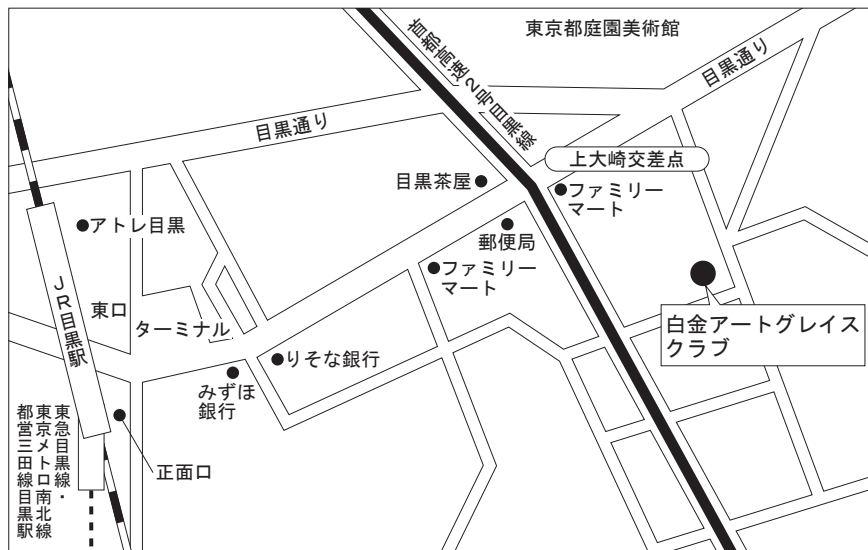 東京都庭園美術館
首都高速2号目黒線
目黒通り
目黒通り
上大崎交差点
目黒茶屋
ファミリー
マート
アトレ目黒
郵便局
ファミリー
マート
JR目黒駅
東口
ターミナル
白金アートグレイス
クラブ
りそな銀行
みずほ
銀行
東急目黒線・
東京メトロ南北線
都営三田線目黒駅
正面口